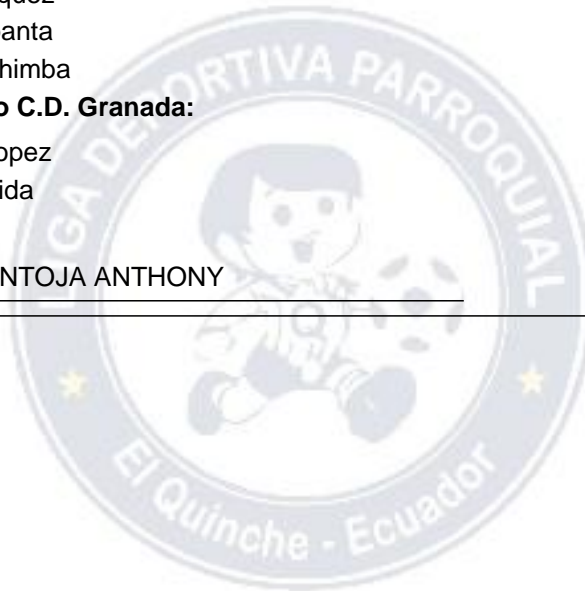 quez
anta
himba
o C.D. Granada:
opez
ida
NTOJA ANTHONY
LIGA DEPORTIVA PARROQUIAL
Q
El Quinche - Ecuador